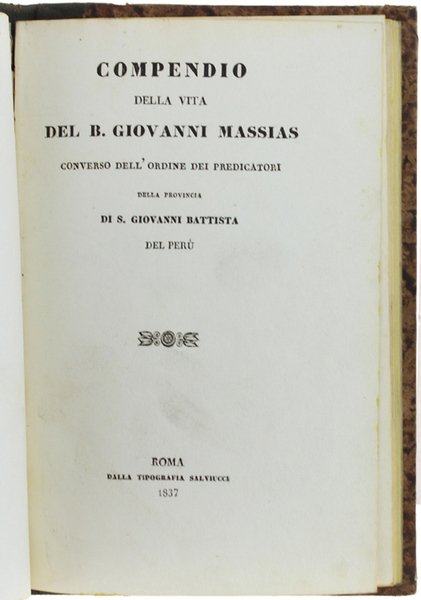 COMPENDIO
DELLA VITA
DEL B. GIOVANNI MASSIAS
CONVERSO DELL'ORDINE DEI PREDICATORI
DELLA PROVINCIA
DI S. GIOVANNI BATTISTA
DEL PERÙ
ROMA
DALLA TIPOGRAFIA SALVIUCCI
1837